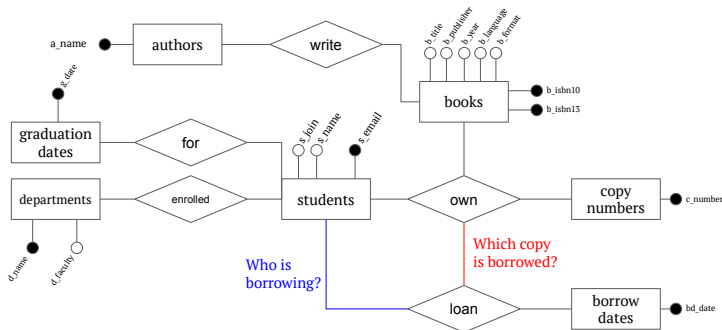 a_name
authors
write
b_title
b_publisher
b_year
b_language
b_format
books
b_isbn10
b_isbn13
g_date
graduation
dates
for
s_join
s_name
s_email
departments
enrolled
students
own
copy
numbers
c_number
d_name
d_faculty
Who is
borrowing?
Which copy
is borrowed?
loan
borrow
dates
bd_date